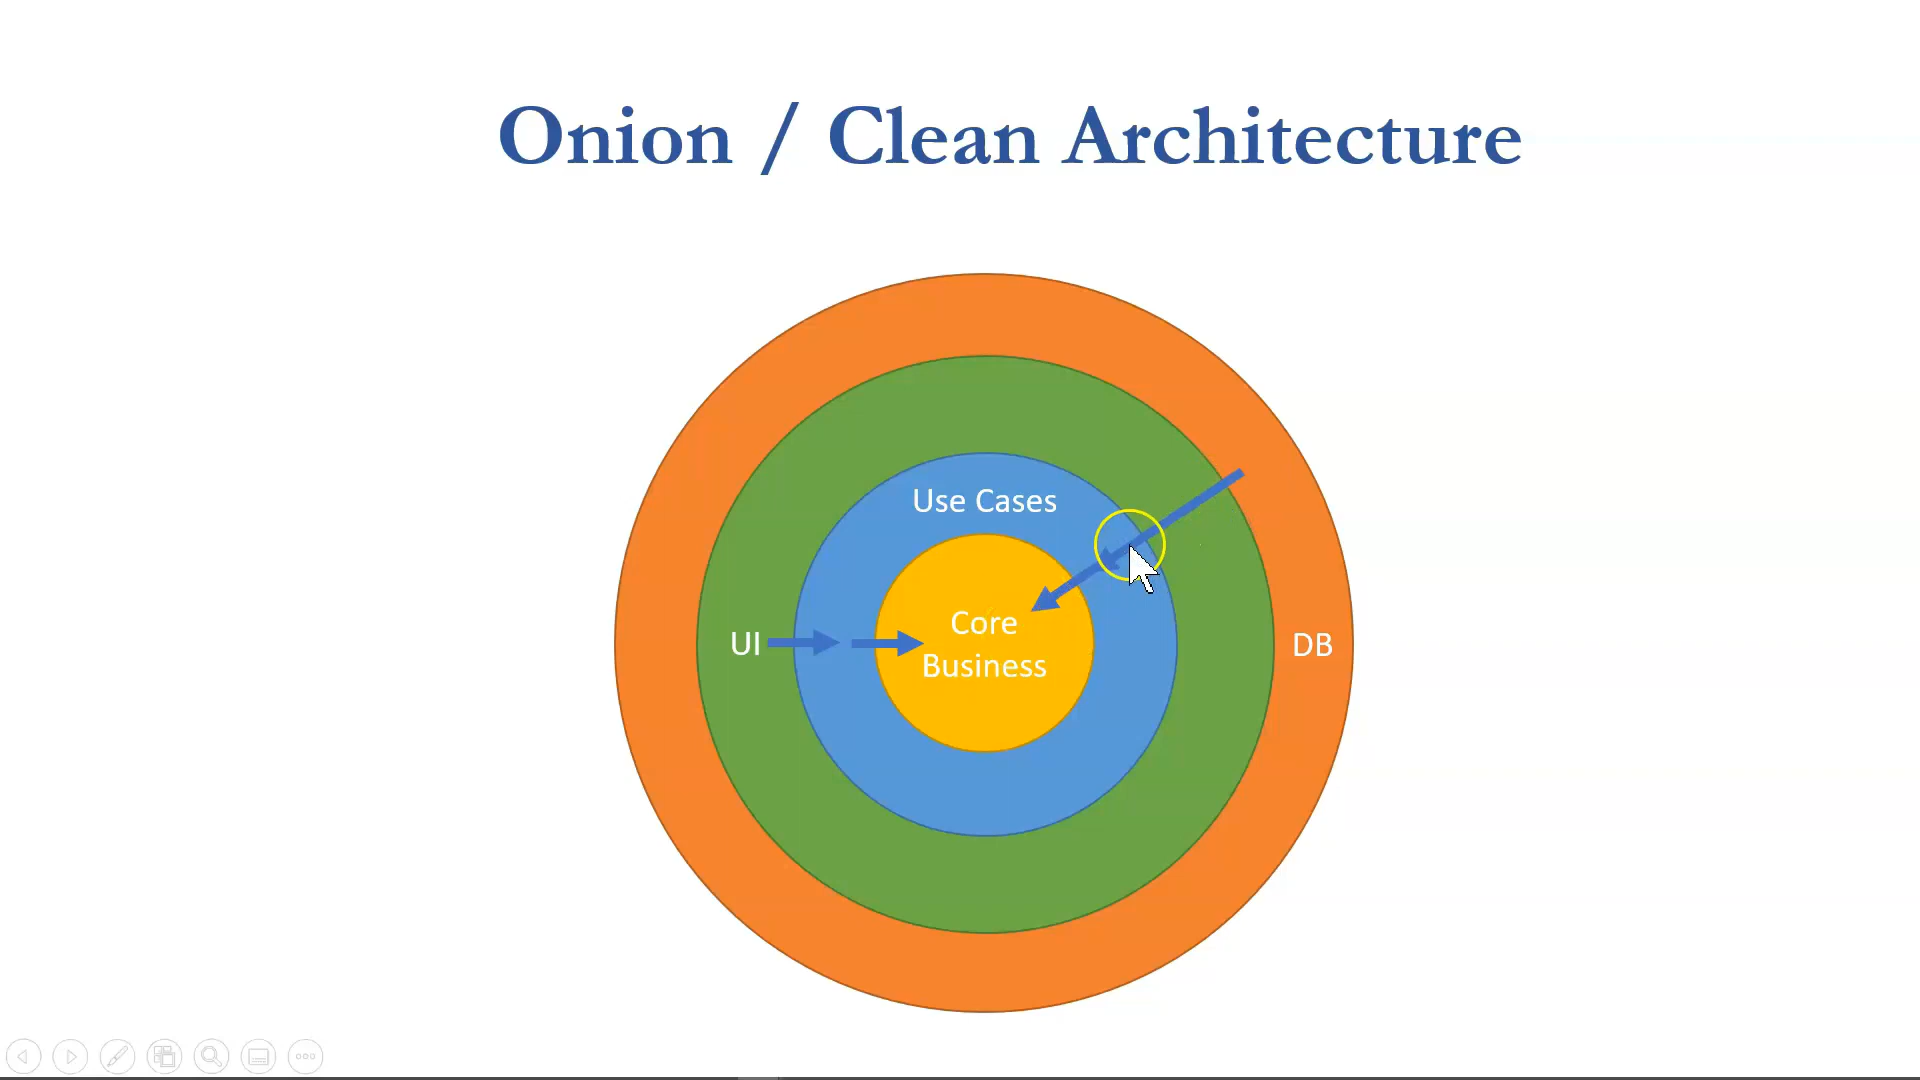 Onion / Clean Architecture
Use Cases
UI
Core
Business
DB